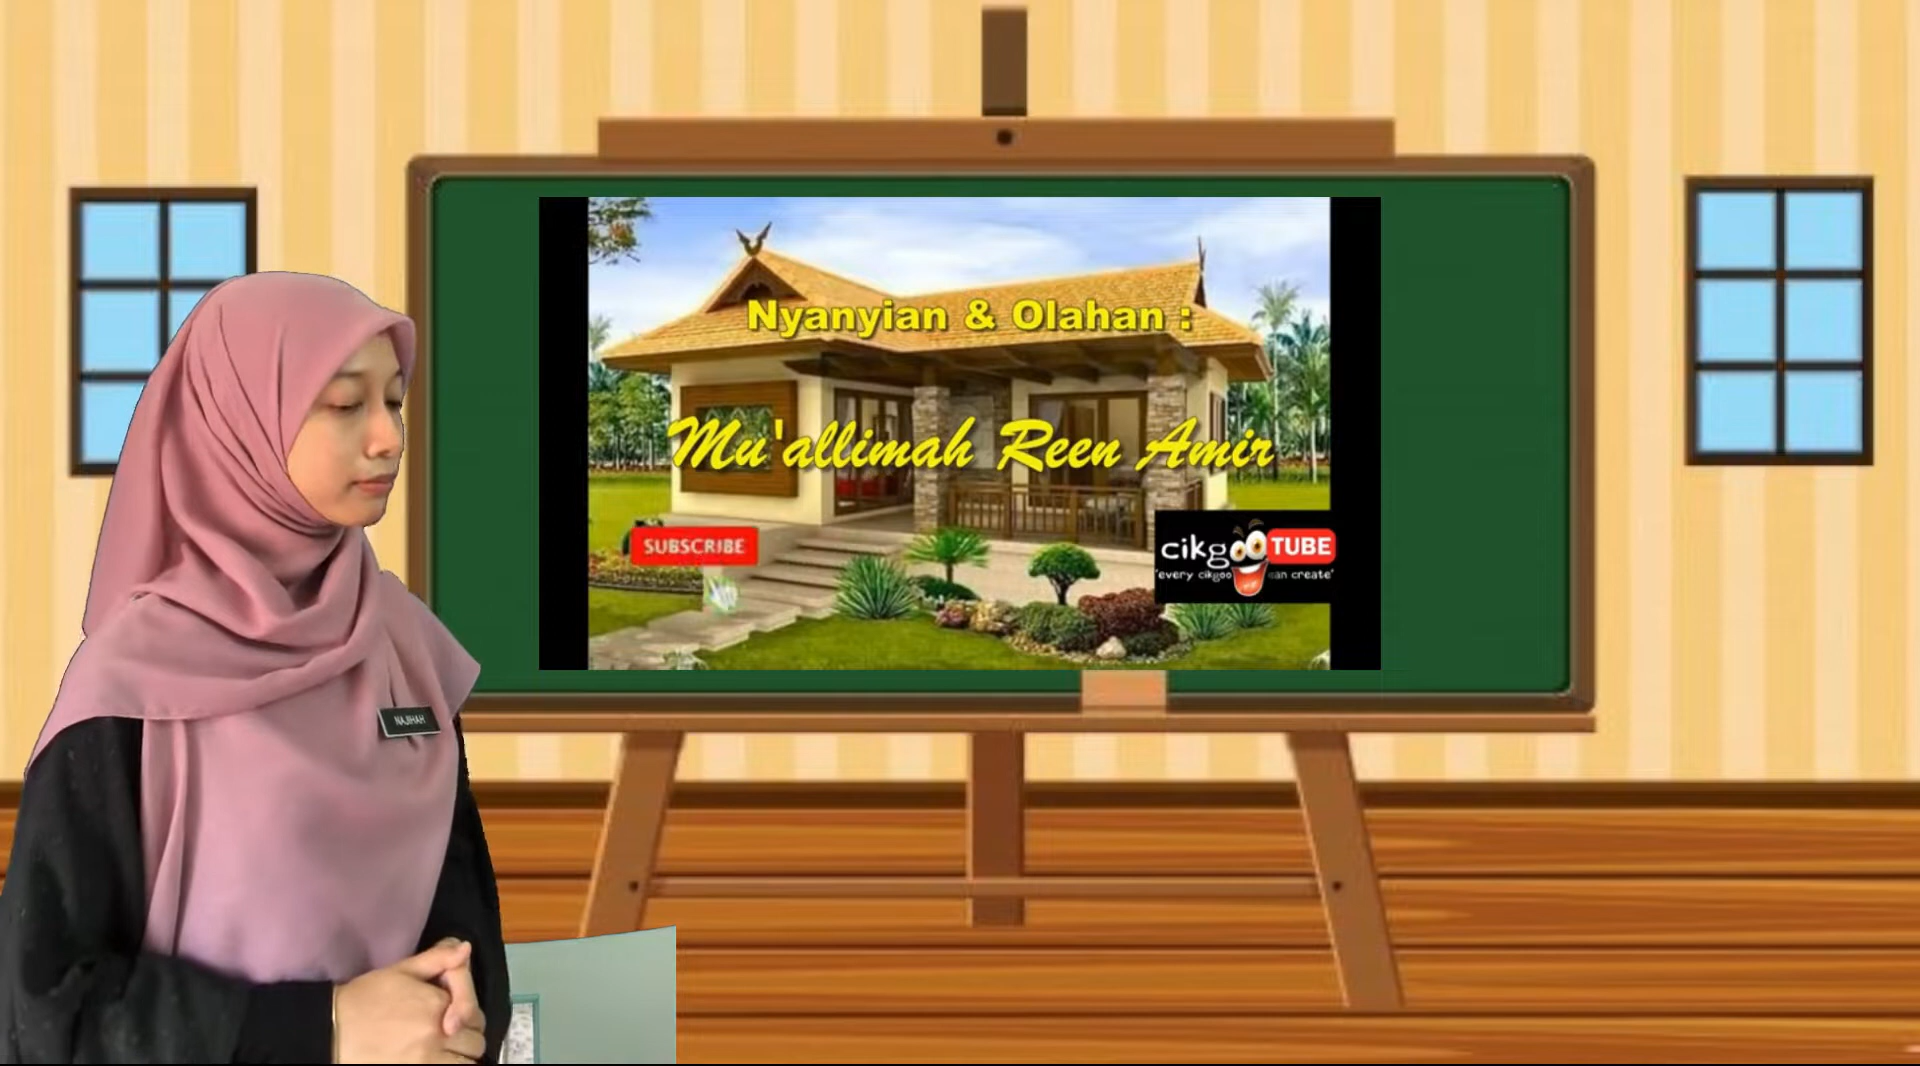 Nyanyian & Olahan :
Mu'allimah Reen Amir
SUBSCRIBE
cikgooTUBE
'every cikgoo can create'
NAJIHAH